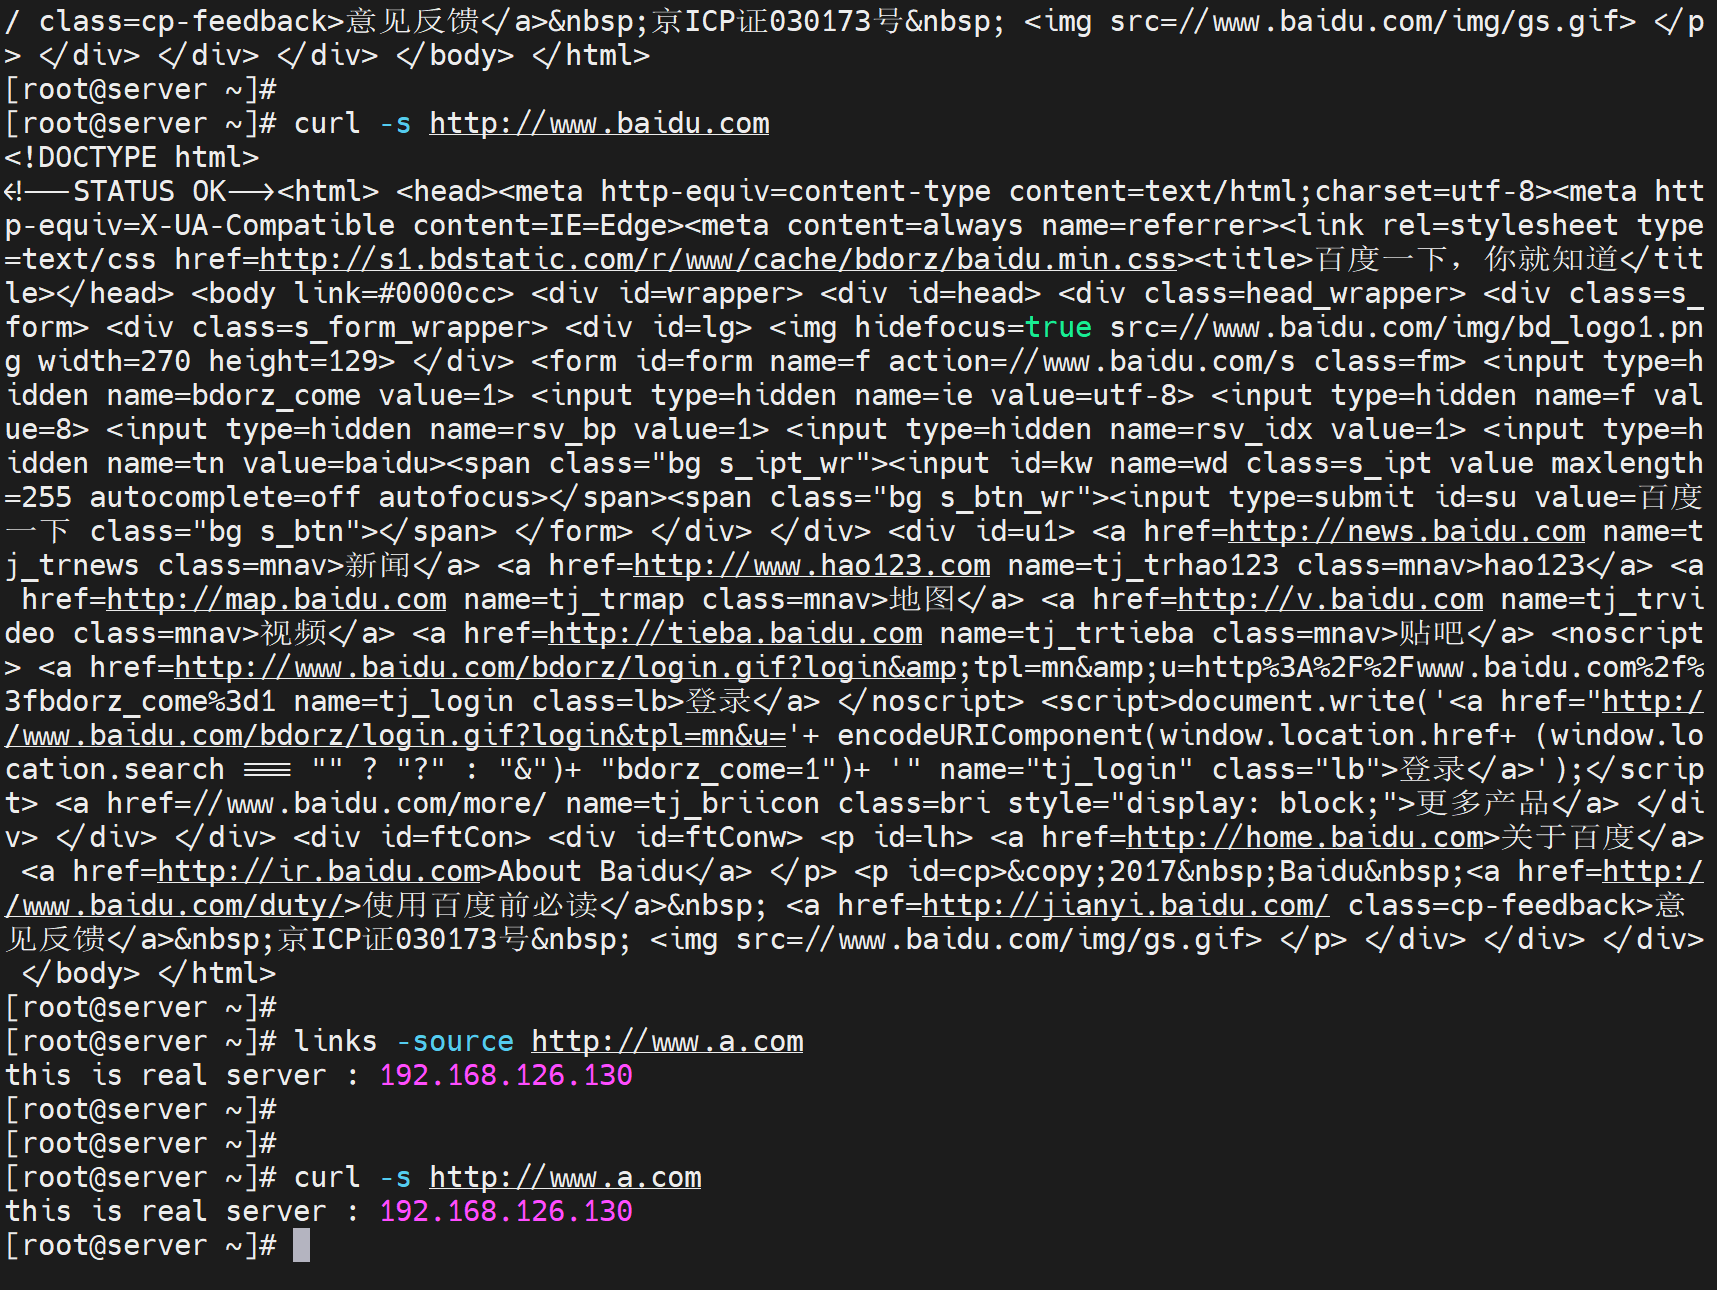 / class=cp-feedback>意见反馈</a>&nbsp;京ICP证030173号&nbsp; <img src=//www.baidu.com/img/gs.gif> </p
> </div> </div> </div> </body> </html>
[root@server ~]#
[root@server ~]# curl -s http://www.baidu.com
<!DOCTYPE html>
<!--STATUS OK--><html> <head><meta http-equiv=content-type content=text/html;charset=utf-8><meta htt
p-equiv=X-UA-Compatible content=IE=Edge><meta content=always name=referrer><link rel=stylesheet type
=text/css href=http://s1.bdstatic.com/r/www/cache/bdorz/baidu.min.css><title>百度一下，你就知道</tit
le></head> <body link=#0000cc> <div id=wrapper> <div id=head> <div class=head_wrapper> <div class=s_
form> <div class=s_form_wrapper> <div id=lg> <img hidefocus=true src=//www.baidu.com/img/bd_logo1.pn
g width=270 height=129> </div> <form id=form name=f action=//www.baidu.com/s class=fm> <input type=h
idden name=bdorz_come value=1> <input type=hidden name=ie value=utf-8> <input type=hidden name=f val
ue=8> <input type=hidden name=rsv_bp value=1> <input type=hidden name=rsv_idx value=1> <input type=h
idden name=tn value=baidu><span class="bg s_ipt_wr"><input id=kw name=wd class=s_ipt value maxlength
=255 autocomplete=off autofocus></span><span class="bg s_btn_wr"><input type=submit id=su value=百度
一下 class="bg s_btn"></span> </form> </div> </div> <div id=u1> <a href=http://news.baidu.com name=t
j_trnews class=mnav>新闻</a> <a href=http://www.hao123.com name=tj_trhao123 class=mnav>hao123</a> <a
 href=http://map.baidu.com name=tj_trmap class=mnav>地图</a> <a href=http://v.baidu.com name=tj_trvi
deo class=mnav>视频</a> <a href=http://tieba.baidu.com name=tj_trtieba class=mnav>贴吧</a> <noscript
> <a href=http://www.baidu.com/bdorz/login.gif?login&amp;tpl=mn&amp;u=http%3A%2F%2Fwww.baidu.com%2f%
3fbdorz_come%3d1 name=tj_login class=lb>登录</a> </noscript> <script>document.write('<a href="http:/
/www.baidu.com/bdorz/login.gif?login&tpl=mn&u='+ encodeURIComponent(window.location.href+ (window.lo
cation.search === "" ? "?" : "&")+ "bdorz_come=1")+ '" name="tj_login" class="lb">登录</a>');</scrip
t> <a href=//www.baidu.com/more/ name=tj_briicon class=bri style="display: block;">更多产品</a> </di
v> </div> </div> <div id=ftCon> <div id=ftConw> <p id=lh> <a href=http://home.baidu.com>关于百度</a>
 <a href=http://ir.baidu.com>About Baidu</a> </p> <p id=cp>&copy;2017&nbsp;Baidu&nbsp;<a href=http:/
/www.baidu.com/duty/>使用百度前必读</a>&nbsp; <a href=http://jianyi.baidu.com/ class=cp-feedback>意
见反馈</a>&nbsp;京ICP证030173号&nbsp; <img src=//www.baidu.com/img/gs.gif> </p> </div> </div> </div>
 </body> </html>
[root@server ~]#
[root@server ~]# links -source http://www.a.com
this is real server : 192.168.126.130
[root@server ~]#
[root@server ~]#
[root@server ~]# curl -s http://www.a.com
this is real server : 192.168.126.130
[root@server ~]#